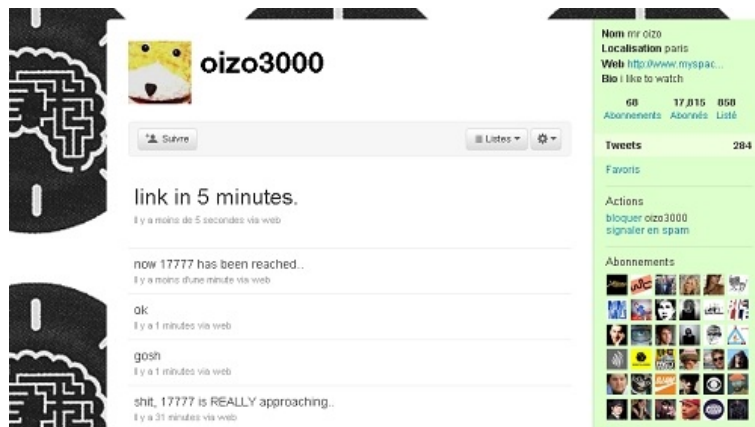 oizo3000
Suivre
Listes
link in 5 minutes.
Il y a moins de 5 secondes via web
now 17777 has been reached..
Il y a moins d'une minute via web
ok
Il y a 1 minutes via web
gosh
Il y a 1 minutes via web
shit, 17777 is REALLY approaching..
Il y a 31 minutes via web
Nom mr oizo
Localisation paris
Web http://www.myspac...
Bio i like to watch
68 17,815 858
Abonnements Abonnés Listé
Tweets 284
Favoris
Actions
bloquer oizo3000
signaler en spam
Abonnements